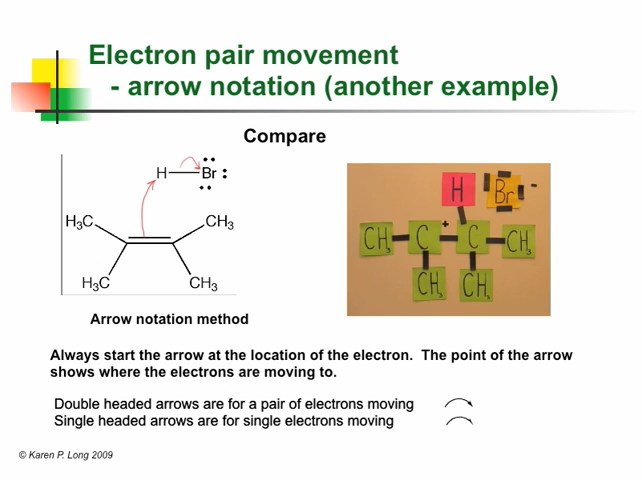 Electron pair movement
- arrow notation (another example)
Compare
H Br
H₃C CH₃
H₃C CH₃
H Br -
CH₃ C + C CH₃
CH₃ CH₃
Arrow notation method
Always start the arrow at the location of the electron. The point of the arrow
shows where the electrons are moving to.
Double headed arrows are for a pair of electrons moving
Single headed arrows are for single electrons moving
© Karen P. Long 2009